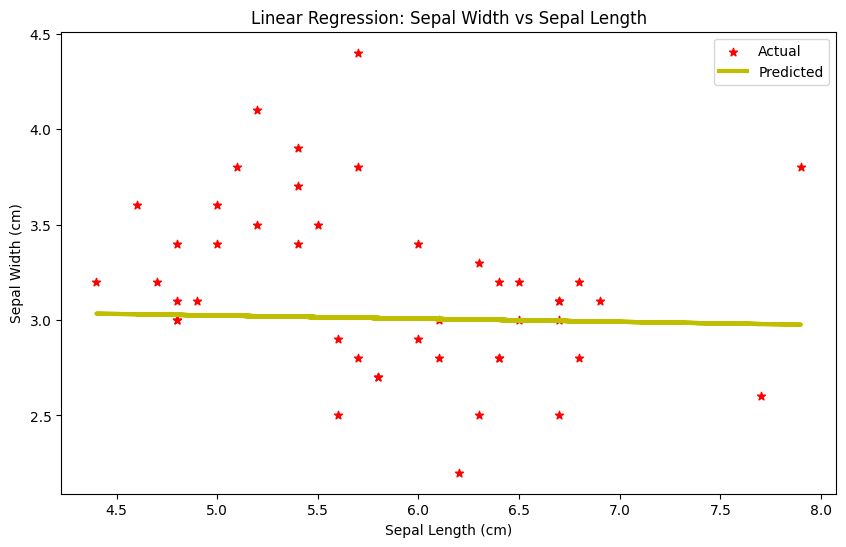 Linear Regression: Sepal Width vs Sepal Length
Actual
Predicted
4.5
4.0
3.5
3.0
2.5
Sepal Width (cm)
4.5 5.0 5.5 6.0 6.5 7.0 7.5 8.0
Sepal Length (cm)